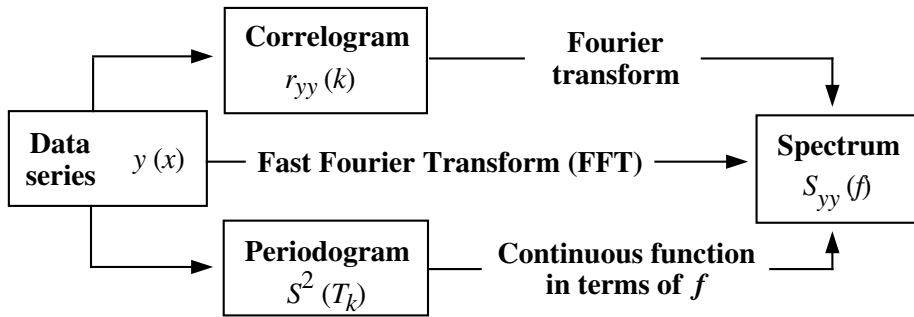 Correlogram
r_yy (k)
Fourier
transform
Data
series
y (x)
Fast Fourier Transform (FFT)
Spectrum
S_yy (f)
Periodogram
S² (T_k)
Continuous function
in terms of f